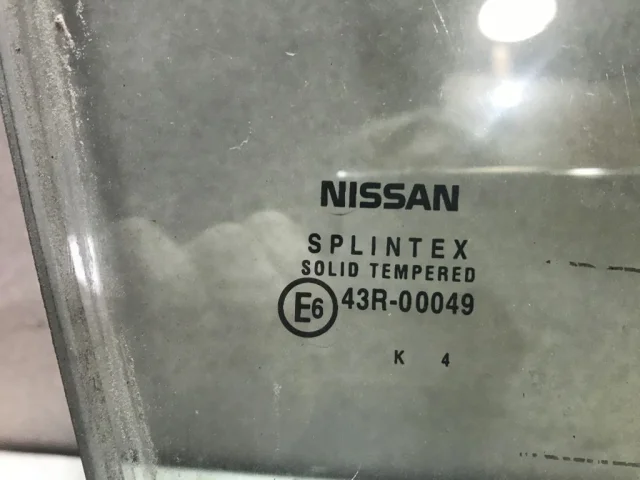 NISSAN
SPLINTEX
SOLID TEMPERED
E6 43R-00049
K 4